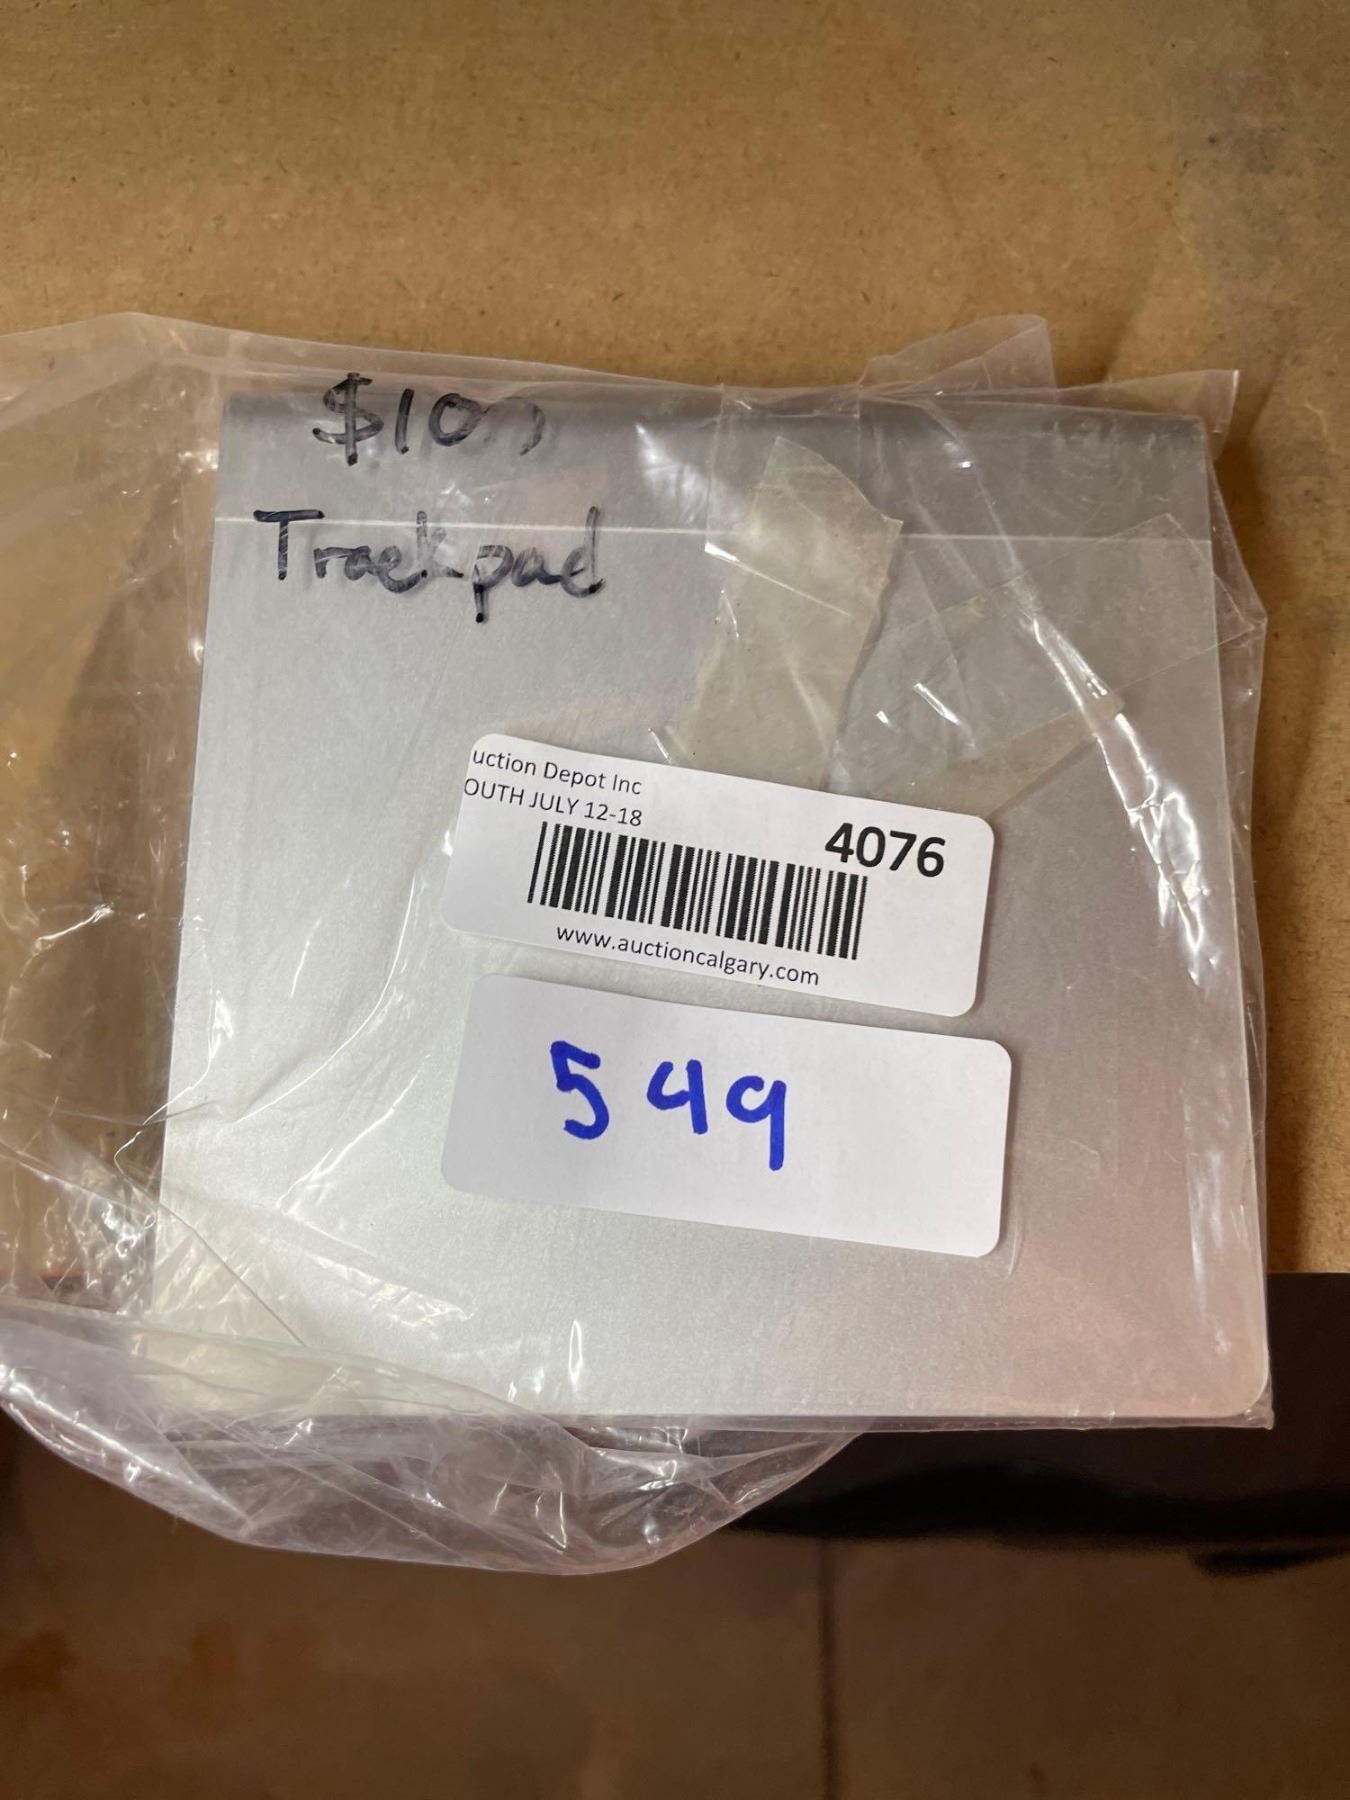 $100
Trackpad
uction Depot Inc
OUTH JULY 12-18
4076
www.auctioncalgary.com
549